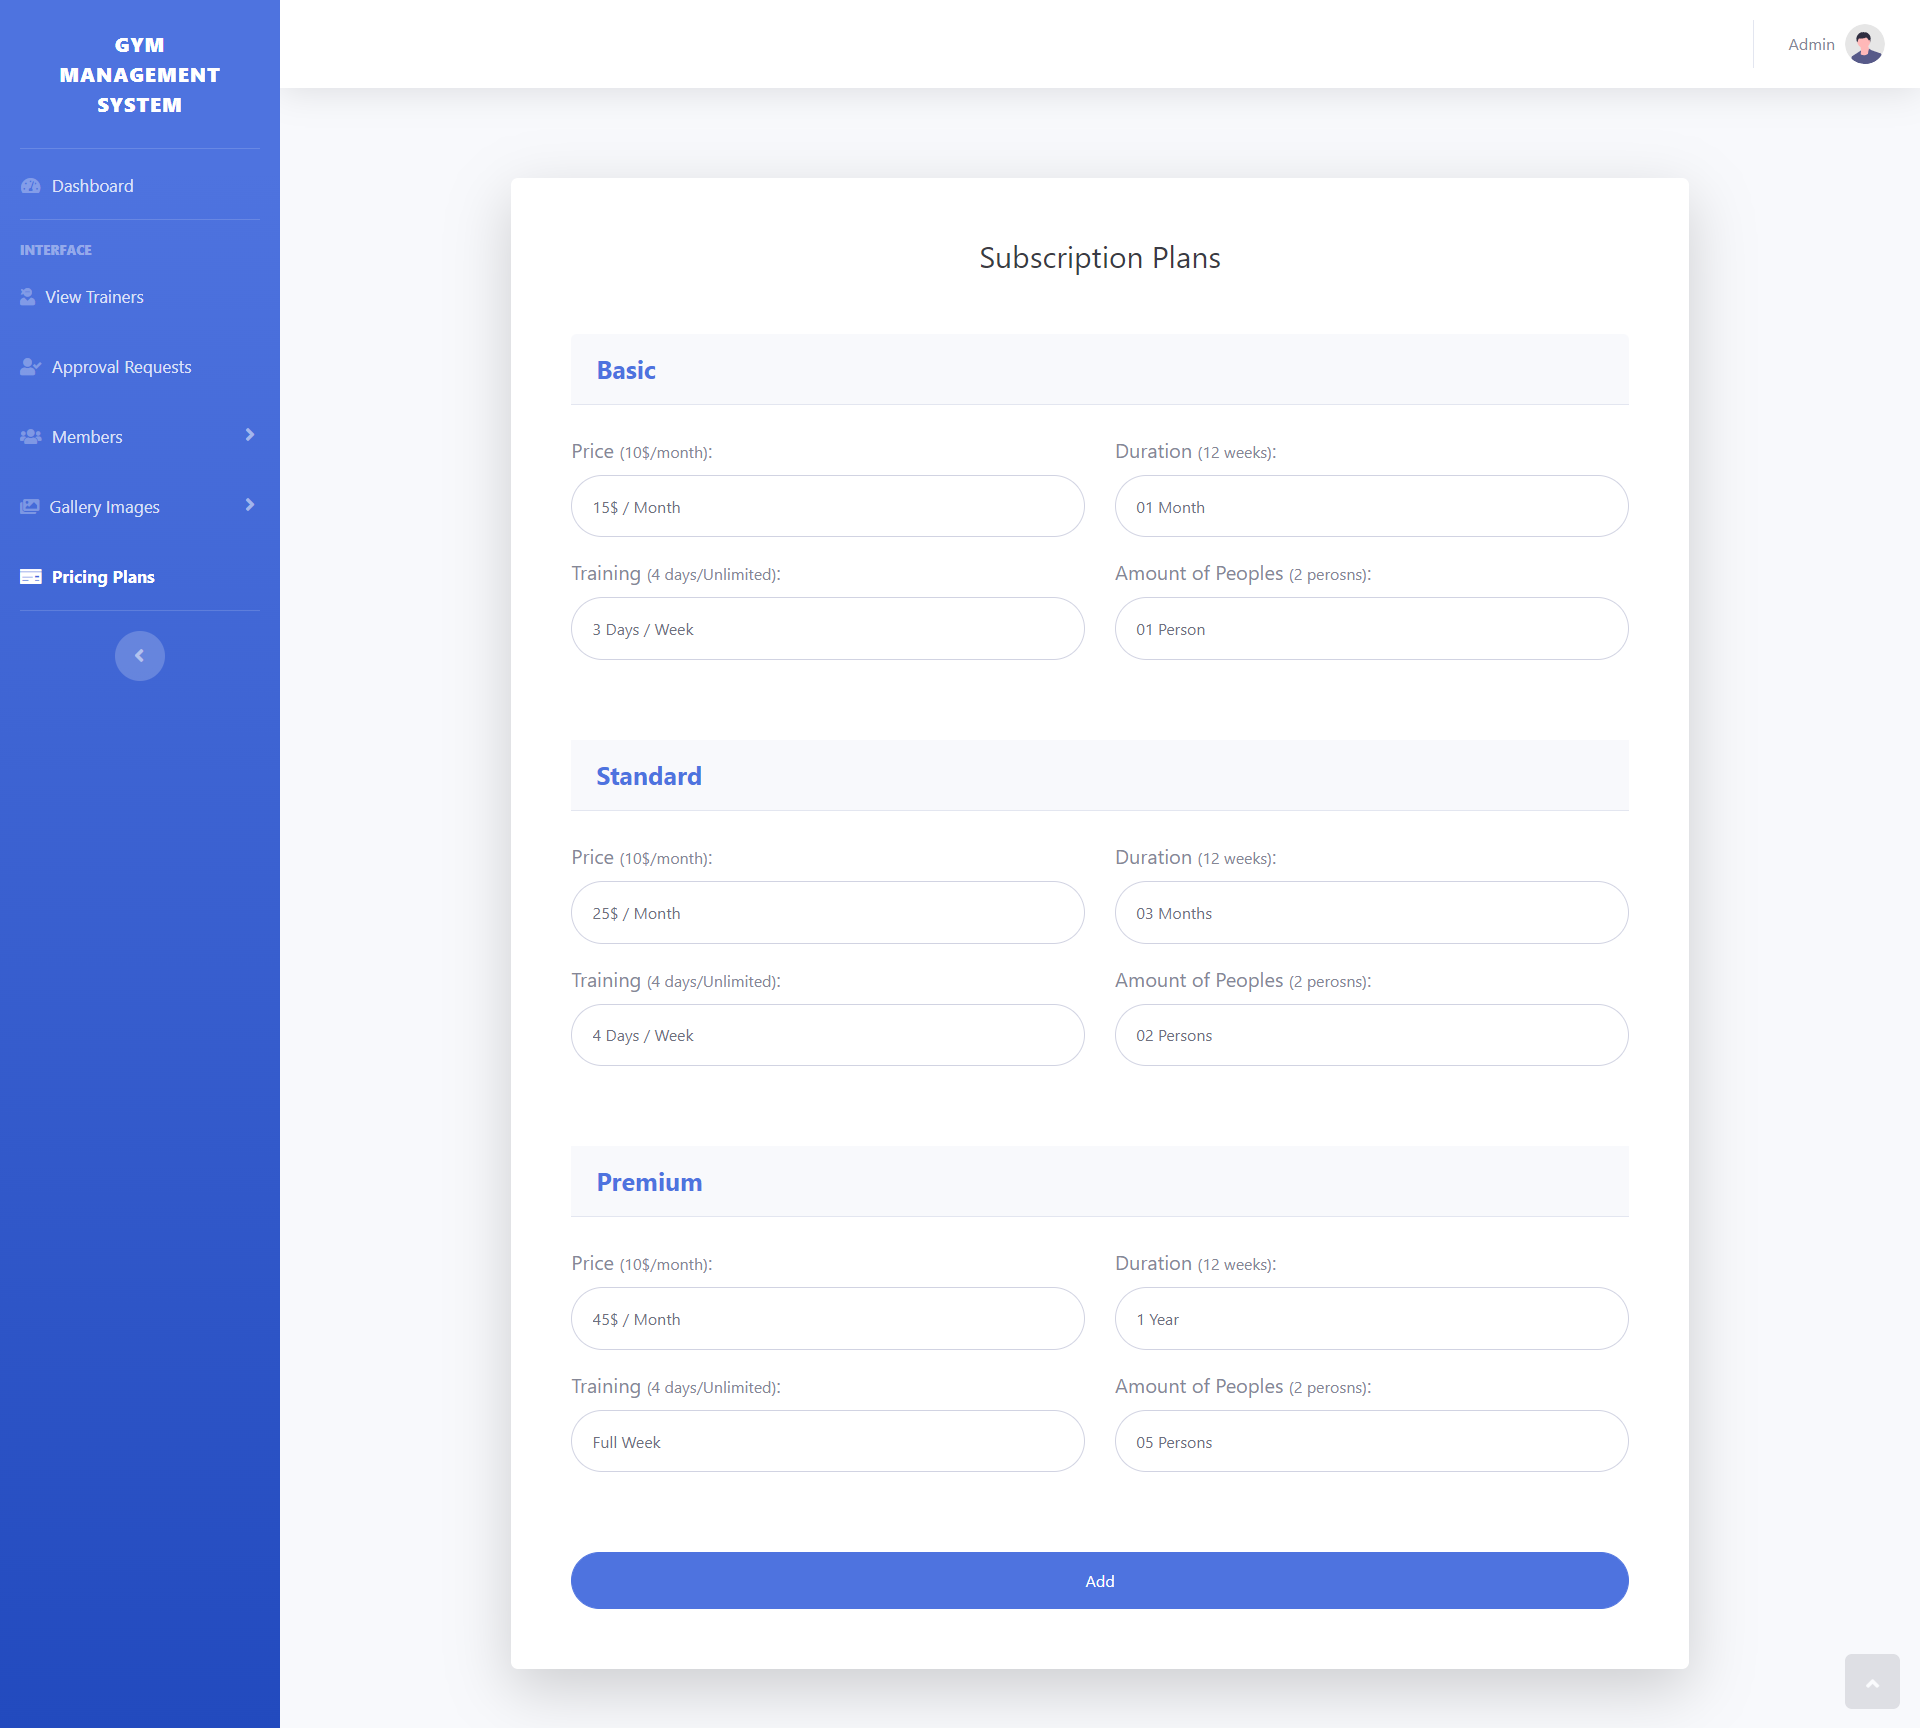 GYM
MANAGEMENT
SYSTEM
Dashboard
INTERFACE
View Trainers
Approval Requests
Members
Gallery Images
Pricing Plans
Admin
Subscription Plans
Basic
Price (10$/month): Duration (12 weeks):
15$ / Month 01 Month
Training (4 days/Unlimited): Amount of Peoples (2 perosns):
3 Days / Week 01 Person
Standard
Price (10$/month): Duration (12 weeks):
25$ / Month 03 Months
Training (4 days/Unlimited): Amount of Peoples (2 perosns):
4 Days / Week 02 Persons
Premium
Price (10$/month): Duration (12 weeks):
45$ / Month 1 Year
Training (4 days/Unlimited): Amount of Peoples (2 perosns):
Full Week 05 Persons
Add